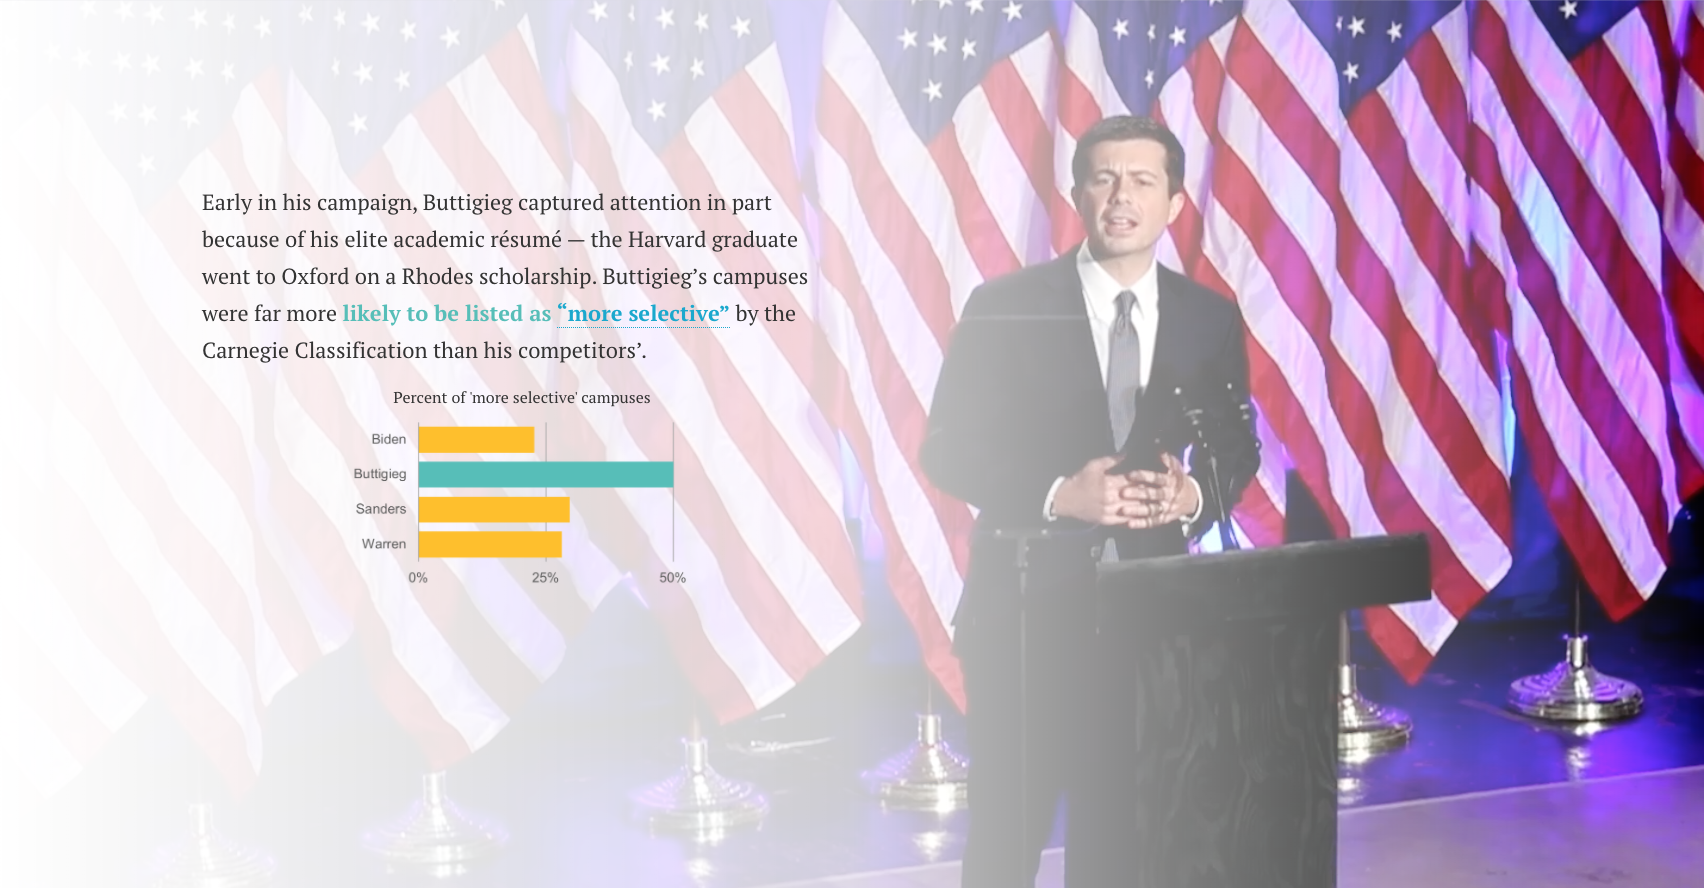 Early in his campaign, Buttigieg captured attention in part
because of his elite academic résumé — the Harvard graduate
went to Oxford on a Rhodes scholarship. Buttigieg’s campuses
were far more likely to be listed as “more selective” by the
Carnegie Classification than his competitors’.
Percent of 'more selective' campuses
Biden
Buttigieg
Sanders
Warren
0% 25% 50%